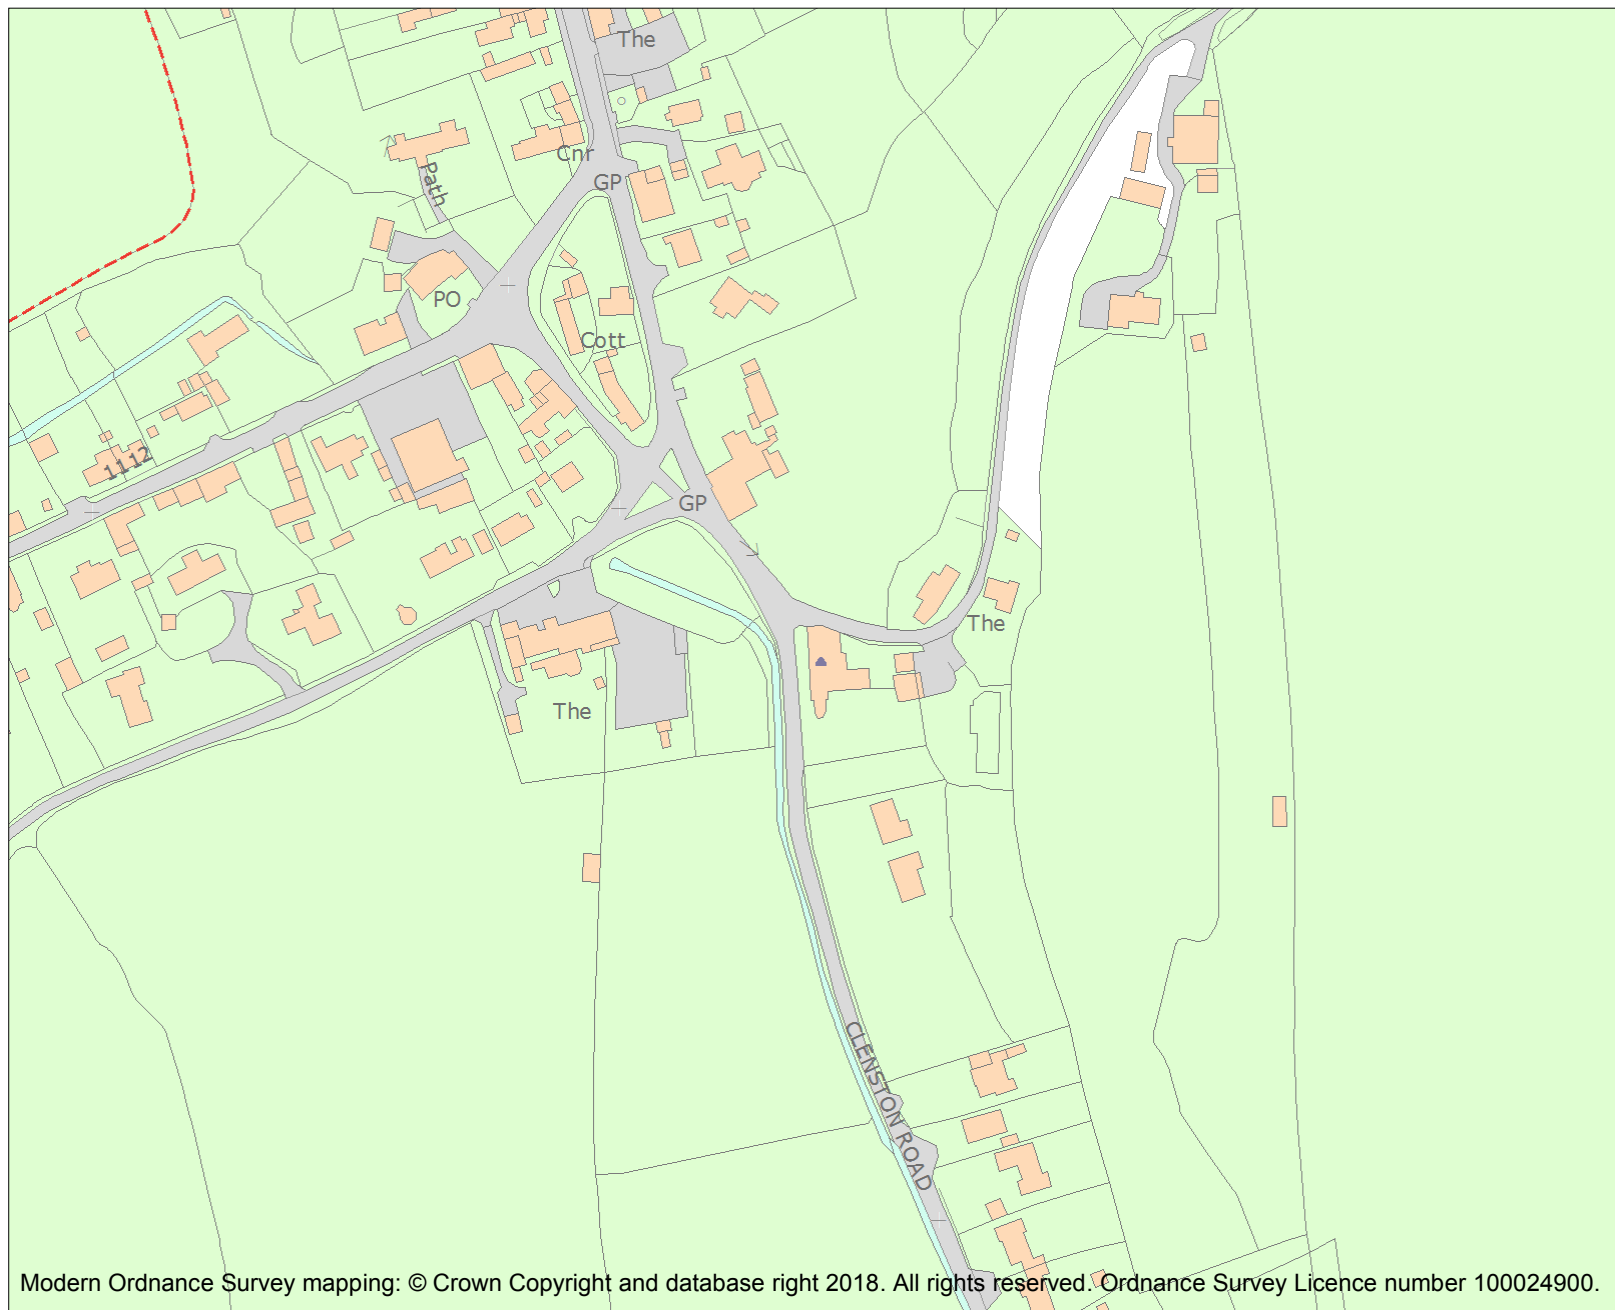 The
Cnr
GP
Path
PO
Cott
1112
GP
The
The
CLENSTON ROAD
Modern Ordnance Survey mapping: © Crown Copyright and database right 2018. All rights reserved. Ordnance Survey Licence number 100024900.